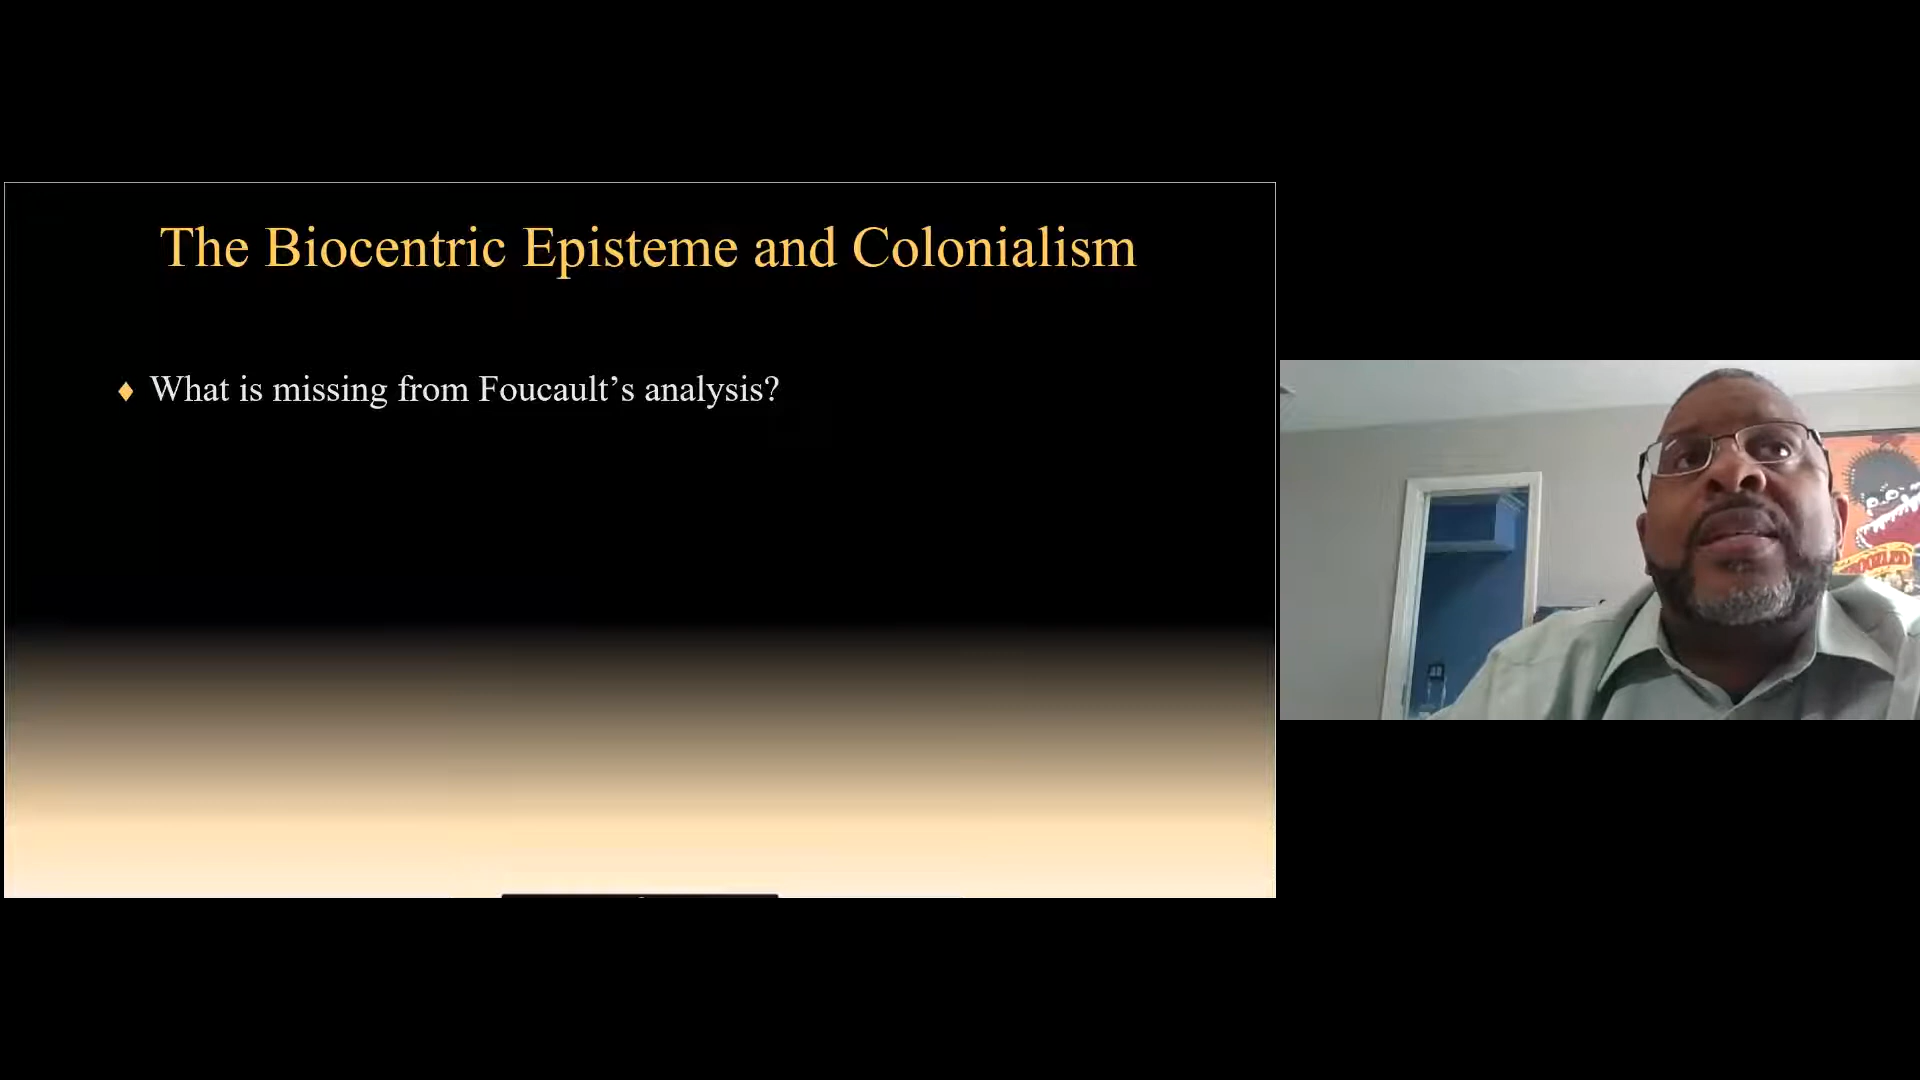 The Biocentric Episteme and Colonialism
♦ What is missing from Foucault’s analysis?